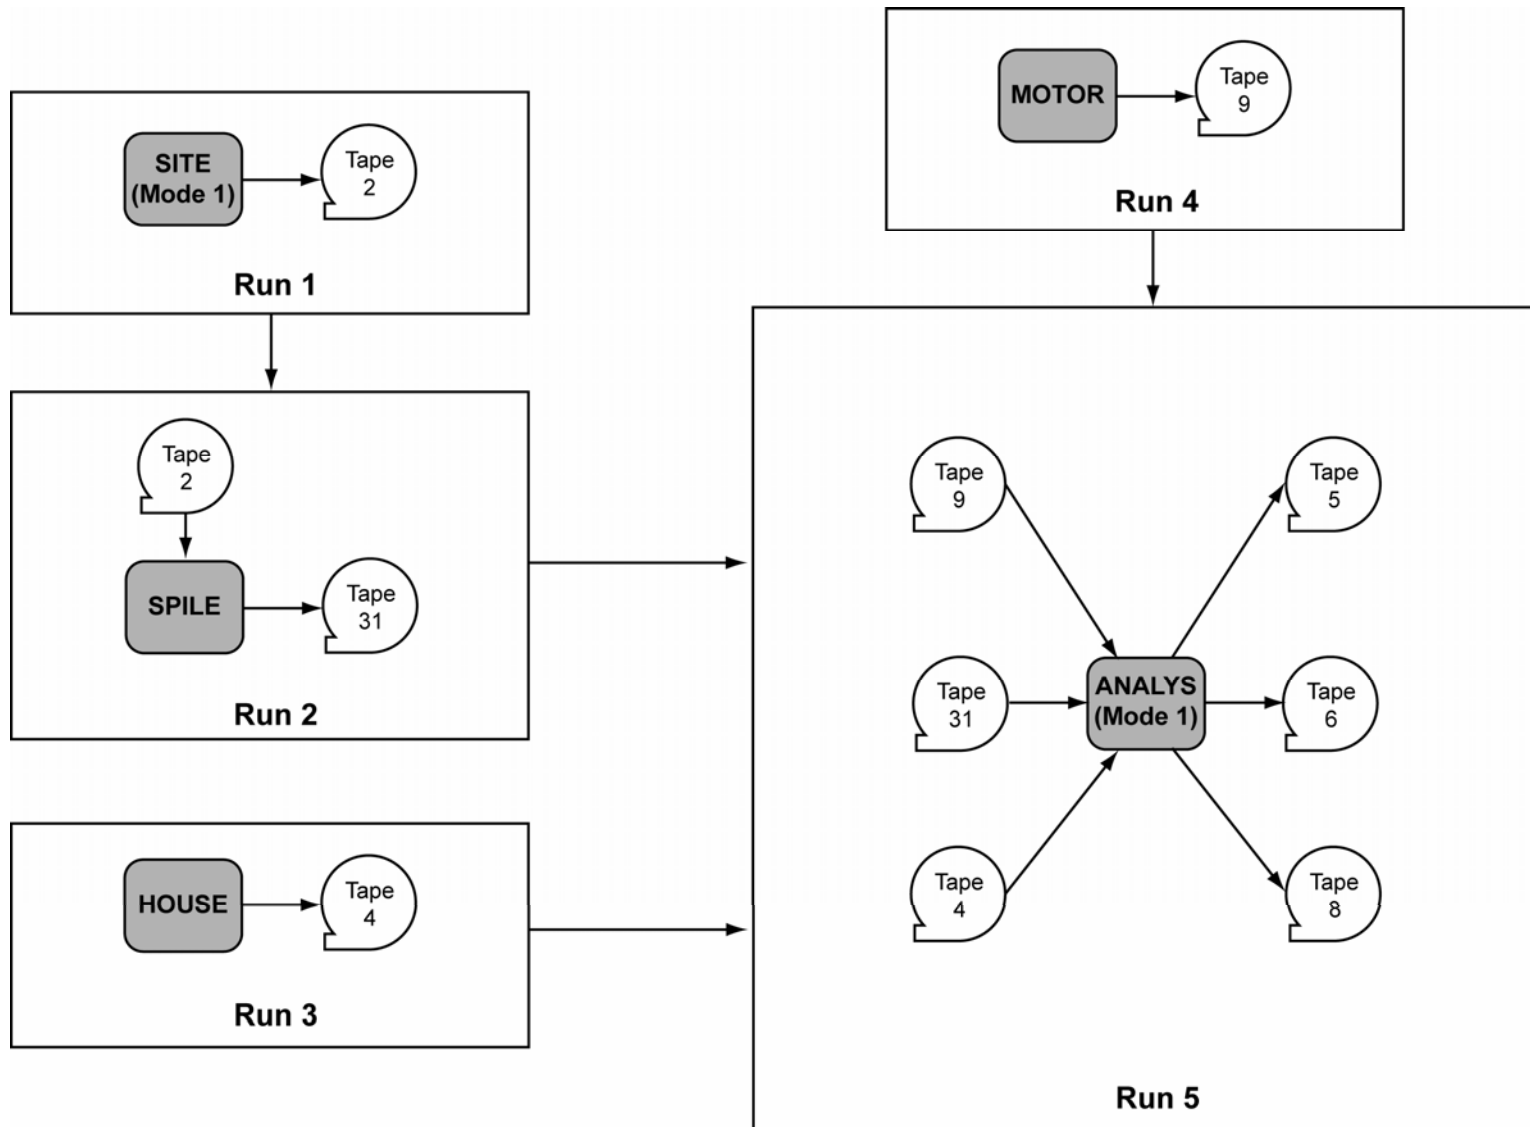 SITE
(Mode 1)
Tape
2
Run 1
MOTOR
Tape
9
Run 4
Tape
2
SPILE
Tape
31
Run 2
HOUSE
Tape
4
Run 3
Tape
9
Tape
5
Tape
31
ANALYS
(Mode 1)
Tape
6
Tape
4
Tape
8
Run 5